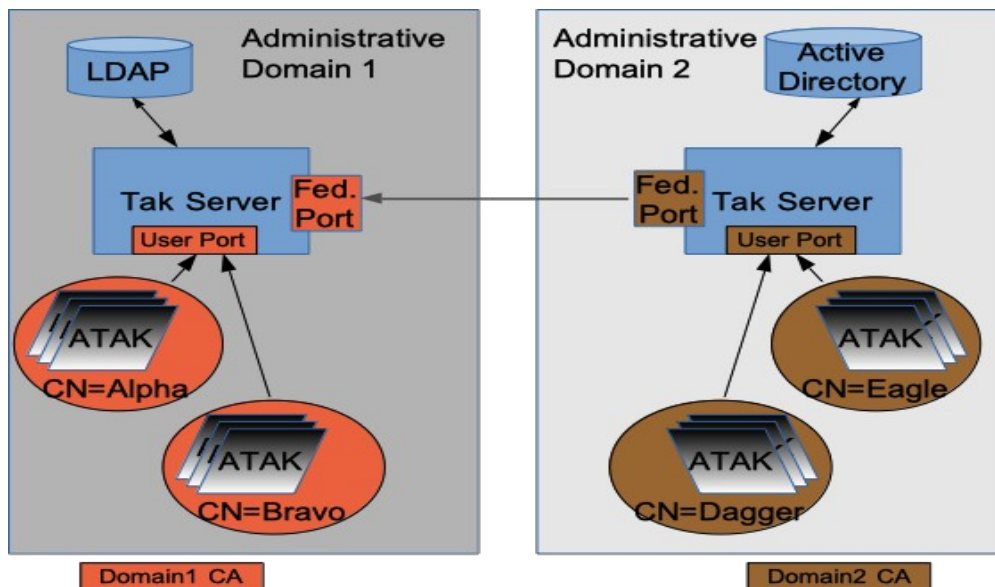 Administrative
Domain 1
LDAP
Tak Server
Fed.
Port
User Port
ATAK
CN=Alpha
ATAK
CN=Bravo
Domain1 CA
Administrative
Domain 2
Active
Directory
Fed.
Port
Tak Server
User Port
ATAK
CN=Eagle
ATAK
CN=Dagger
Domain2 CA